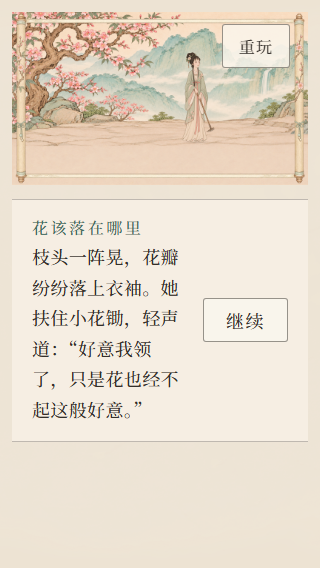 重玩
花该落在哪里
枝头一阵晃，花瓣
纷纷落上衣袖。她
扶住小花锄，轻声
道：“好意我领
了，只是花也经不
起这般好意。”
继续